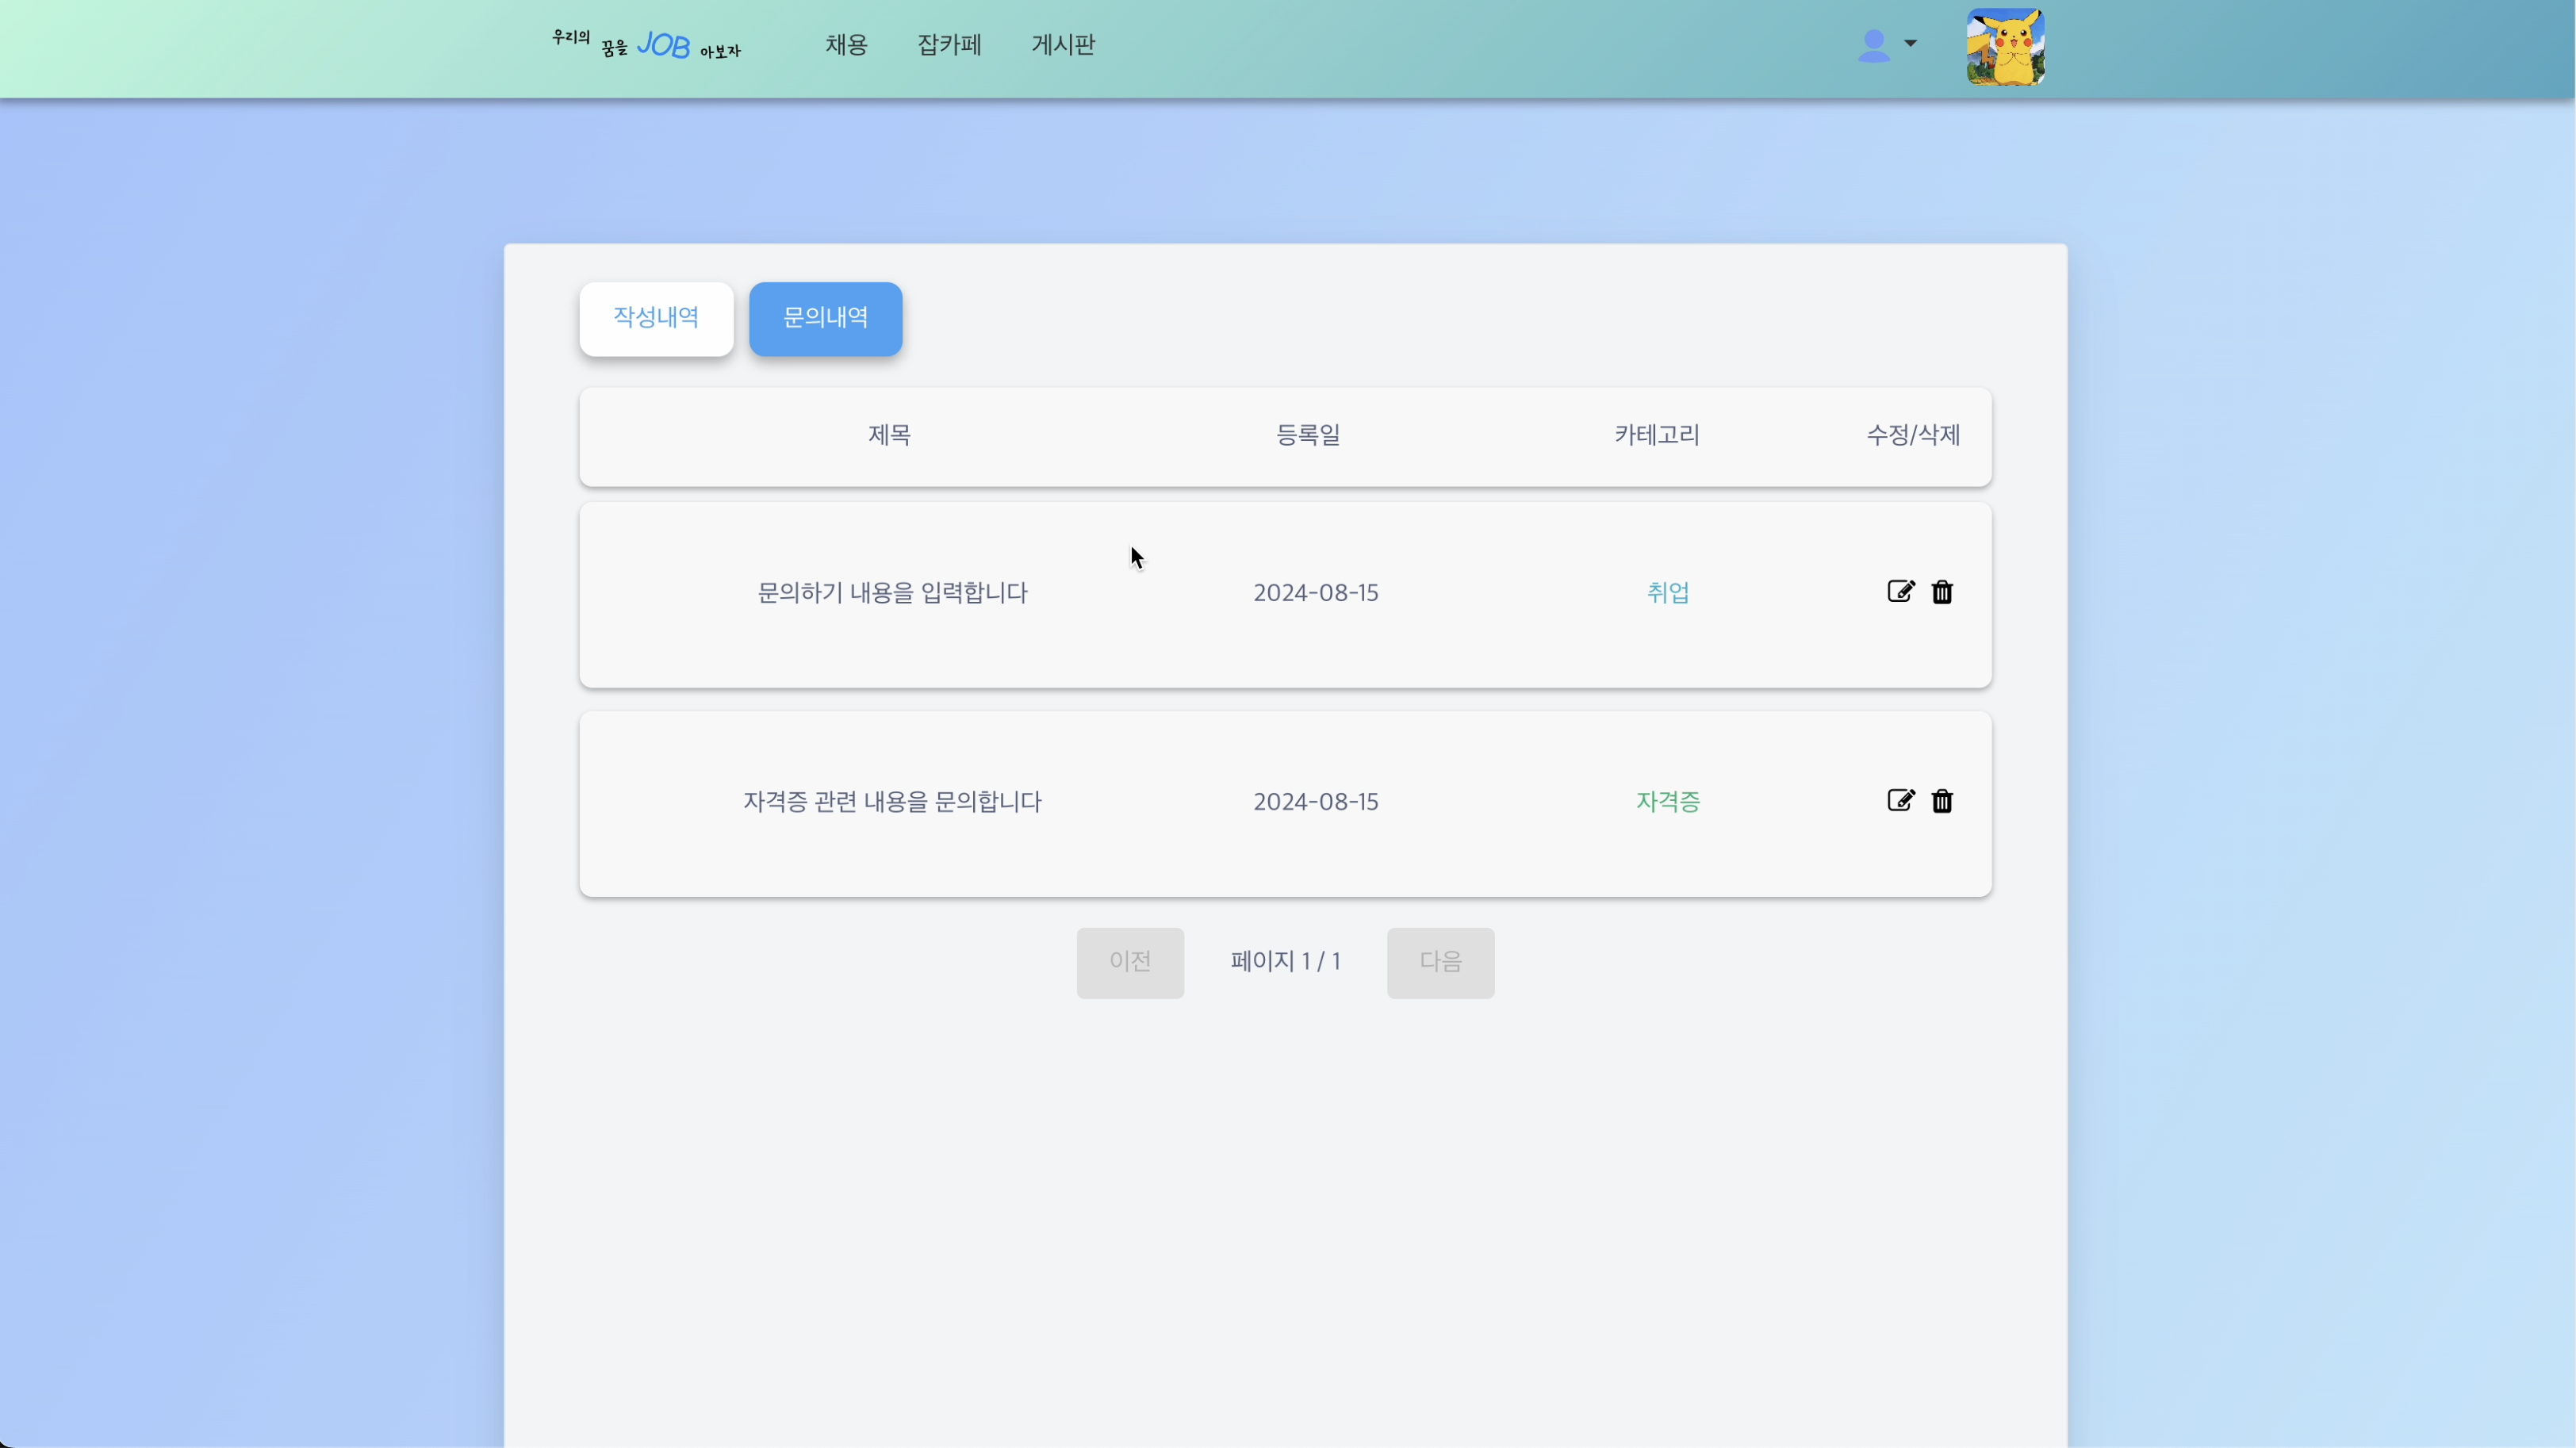 우리의 꿈을 JOB 아보자 채용 잡카페 게시판
작성내역 문의내역
제목 등록일 카테고리 수정/삭제
문의하기 내용을 입력합니다 2024-08-15 취업
자격증 관련 내용을 문의합니다 2024-08-15 자격증
이전 페이지 1 / 1 다음